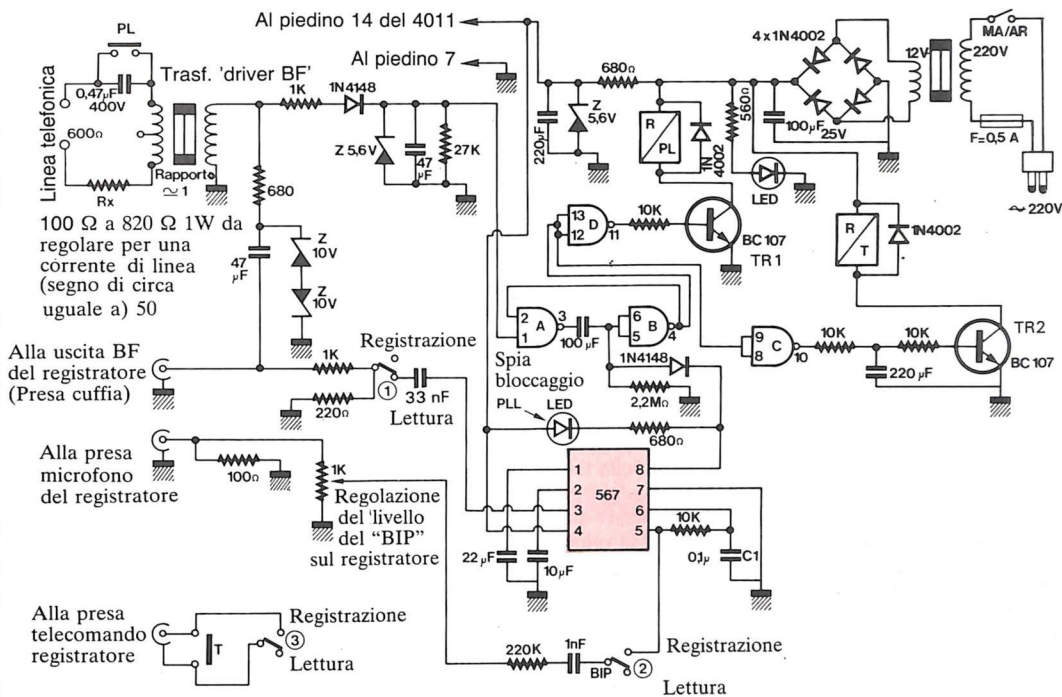 Al piedino 14 del 4011
Al piedino 7
PL
0,47µF
400V
Linea telefonica
600Ω
Rx
Trasf. 'driver BF'
Rapporto
≃ 1
1K
1N4148
Z 5,6V
47
µF
27K
680
47
µF
Z
10V
Z
10V
100 Ω a 820 Ω 1W da
regolare per una
corrente di linea
(segno di circa
uguale a) 50
220µF
Z
5,6V
680Ω
R
PL
1N
4002
560Ω
LED
100µF
25V
4 x 1N4002
12V
220V
MA/AR
F=0,5 A
~ 220V
R
T
1N4002
13
12
D
11
10K
BC 107
TR 1
2
1
A
3
100µF
6
5
B
4
9
8
C
10
10K
10K
220 µF
TR2
BC 107
Alla uscita BF
del registratore
(Presa cuffia)
1K
220Ω
Registrazione
1
33 nF
Lettura
Spia
bloccaggio
PLL
LED
1N4148
2,2MΩ
680Ω
Alla presa
microfono
del registratore
100Ω
1K
Regolazione
del livello
del “BIP”
sul registratore
1
2
3
4
567
8
7
6
5
22µF
10µF
10K
0,1µ
C1
Alla presa
telecomando
registratore
T
Registrazione
3
Lettura
220K
1nF
BIP
2
Registrazione
Lettura